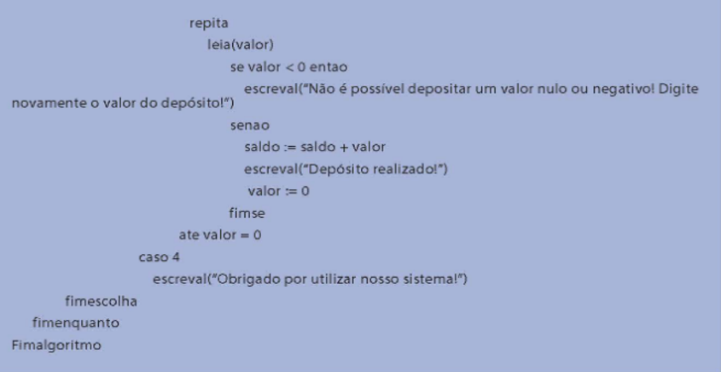 repita
leia(valor)
se valor < 0 entao
escreval("Não é possível depositar um valor nulo ou negativo! Digite
novamente o valor do depósito!")
senao
saldo := saldo + valor
escreval("Depósito realizado!")
valor := 0
fimse
ate valor = 0
caso 4
escreval("Obrigado por utilizar nosso sistema!")
fimescolha
fimenquanto
Fimalgoritmo